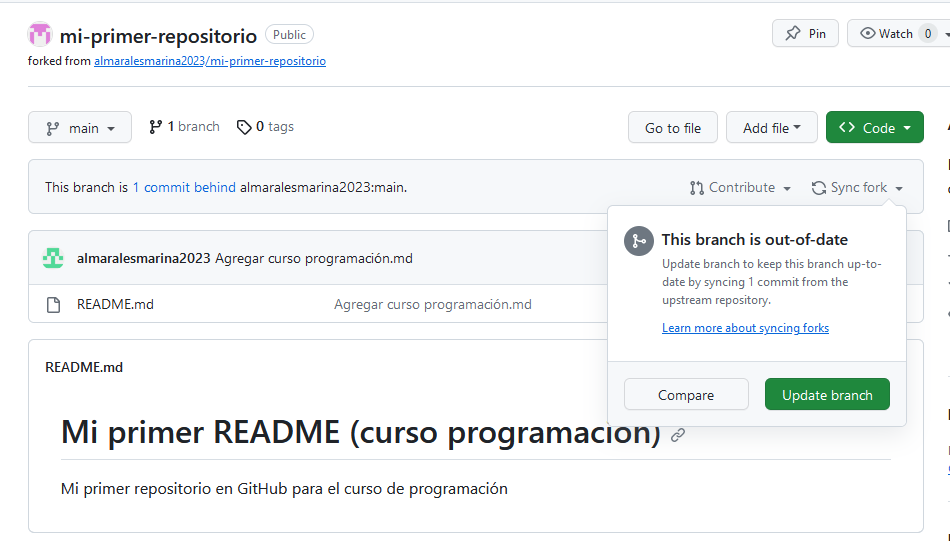 mi-primer-repositorio Public
Pin
Watch 0
forked from almaralesmarina2023/mi-primer-repositorio
main
1 branch
0 tags
Go to file
Add file
Code
This branch is 1 commit behind almaralesmarina2023:main.
Contribute
Sync fork
This branch is out-of-date
Update branch to keep this branch up-to-
date by syncing 1 commit from the
upstream repository.
Learn more about syncing forks
Compare
Update branch
almaralesmarina2023 Agregar curso programación.md
README.md
Agregar curso programación.md
README.md
Mi primer README (curso programación)
Mi primer repositorio en GitHub para el curso de programación